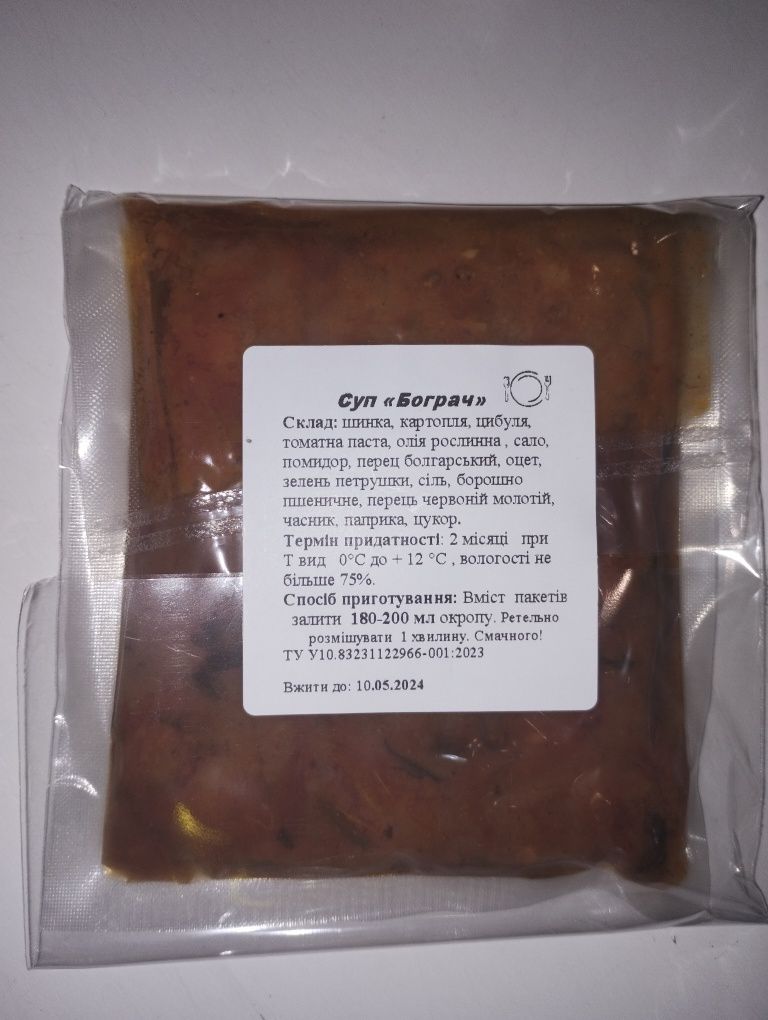 Суп «Бограч»
Склад: шинка, картопля, цибуля,
томатна паста, олія рослинна , сало,
помидор, перец болгарський, оцет,
зелень петрушки, сіль, борошно
пшеничне, перець червоній молотій,
часник, паприка, цукор.
Термін придатності: 2 місяці при
Т вид 0°С до + 12 °С , вологості не
більше 75%.
Спосіб приготування: Вміст пакетів
залити 180-200 мл окропу. Ретельно
розмішувати 1 хвилину. Смачного!
ТУ У10.83231122966-001:2023
Вжити до: 10.05.2024